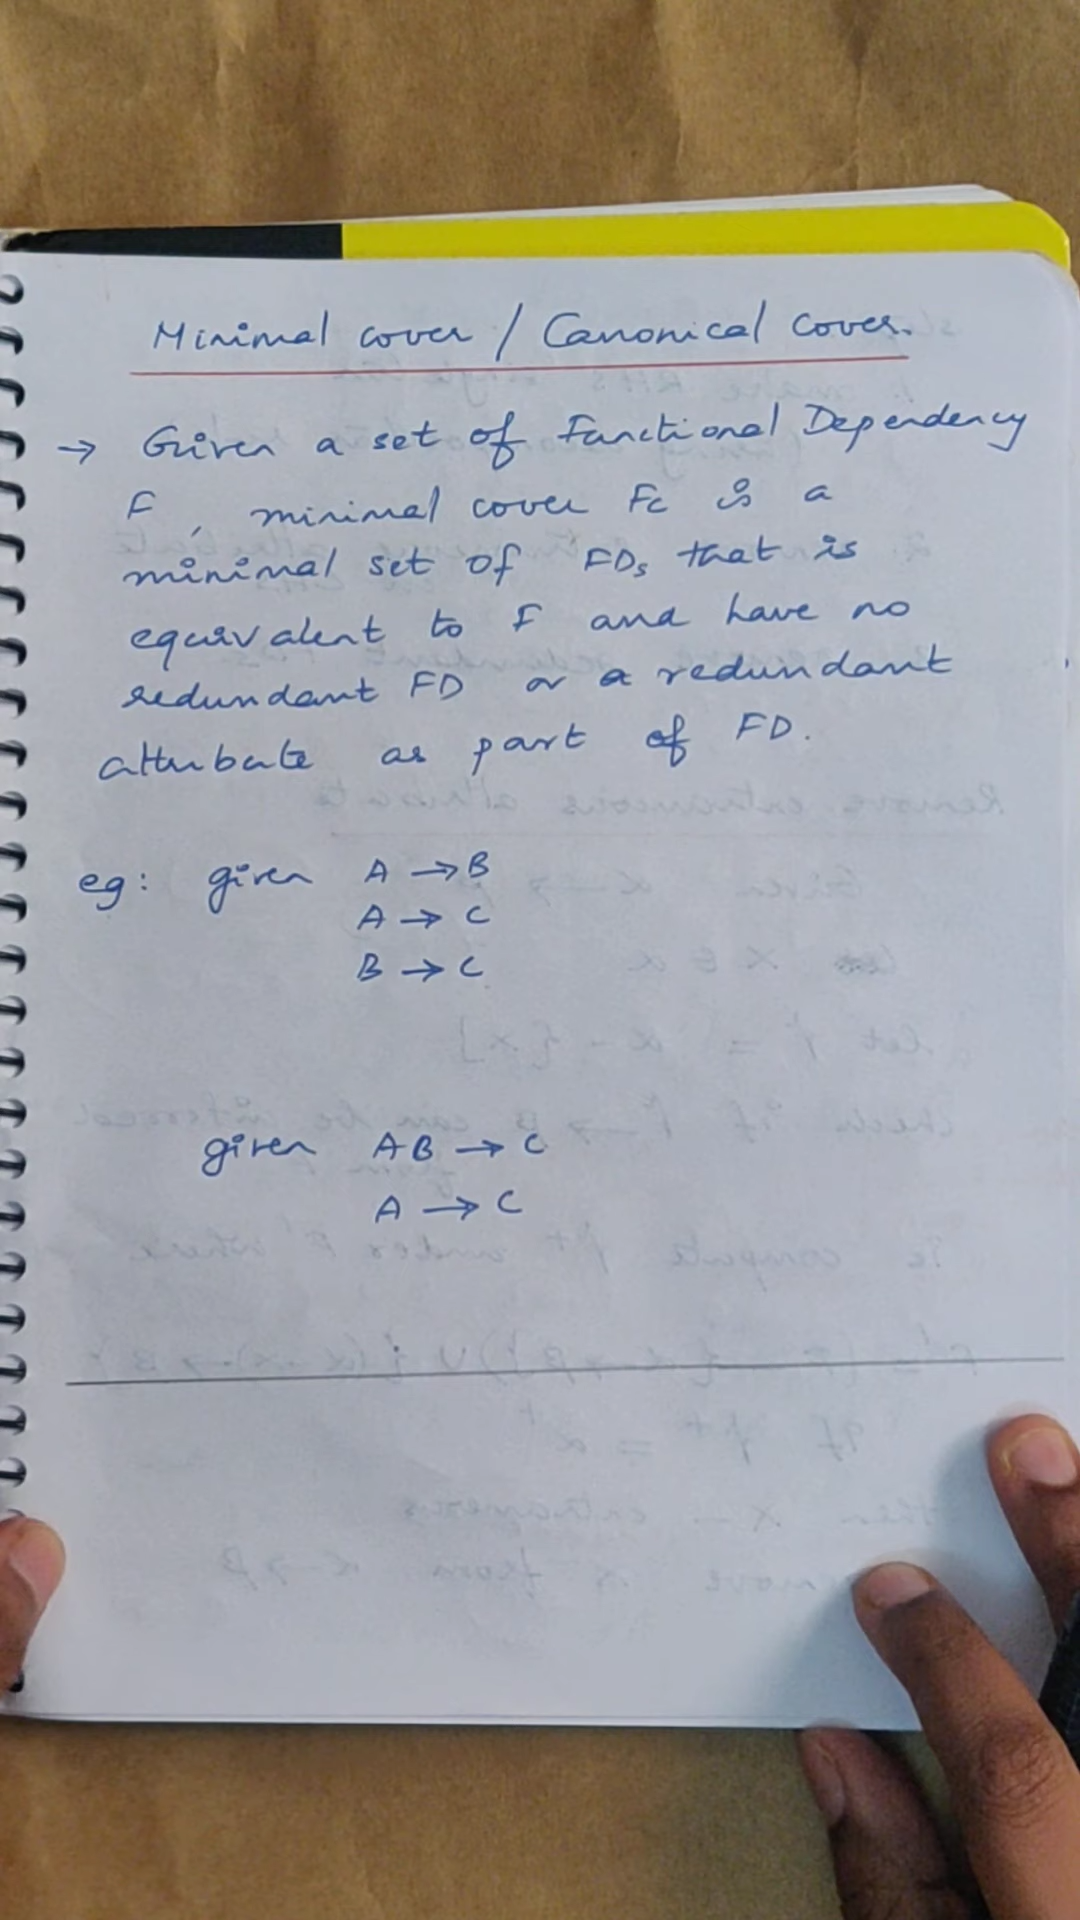 Minimal cover / Canonical cover.
→ Given a set of Functional Dependency
F, minimal cover Fc is a
minimal set of FDs that is
equivalent to F and have no
redundant FD or a redundant
attribute as part of FD.
eg: given A → B
A → C
B → C
given AB → C
A → C